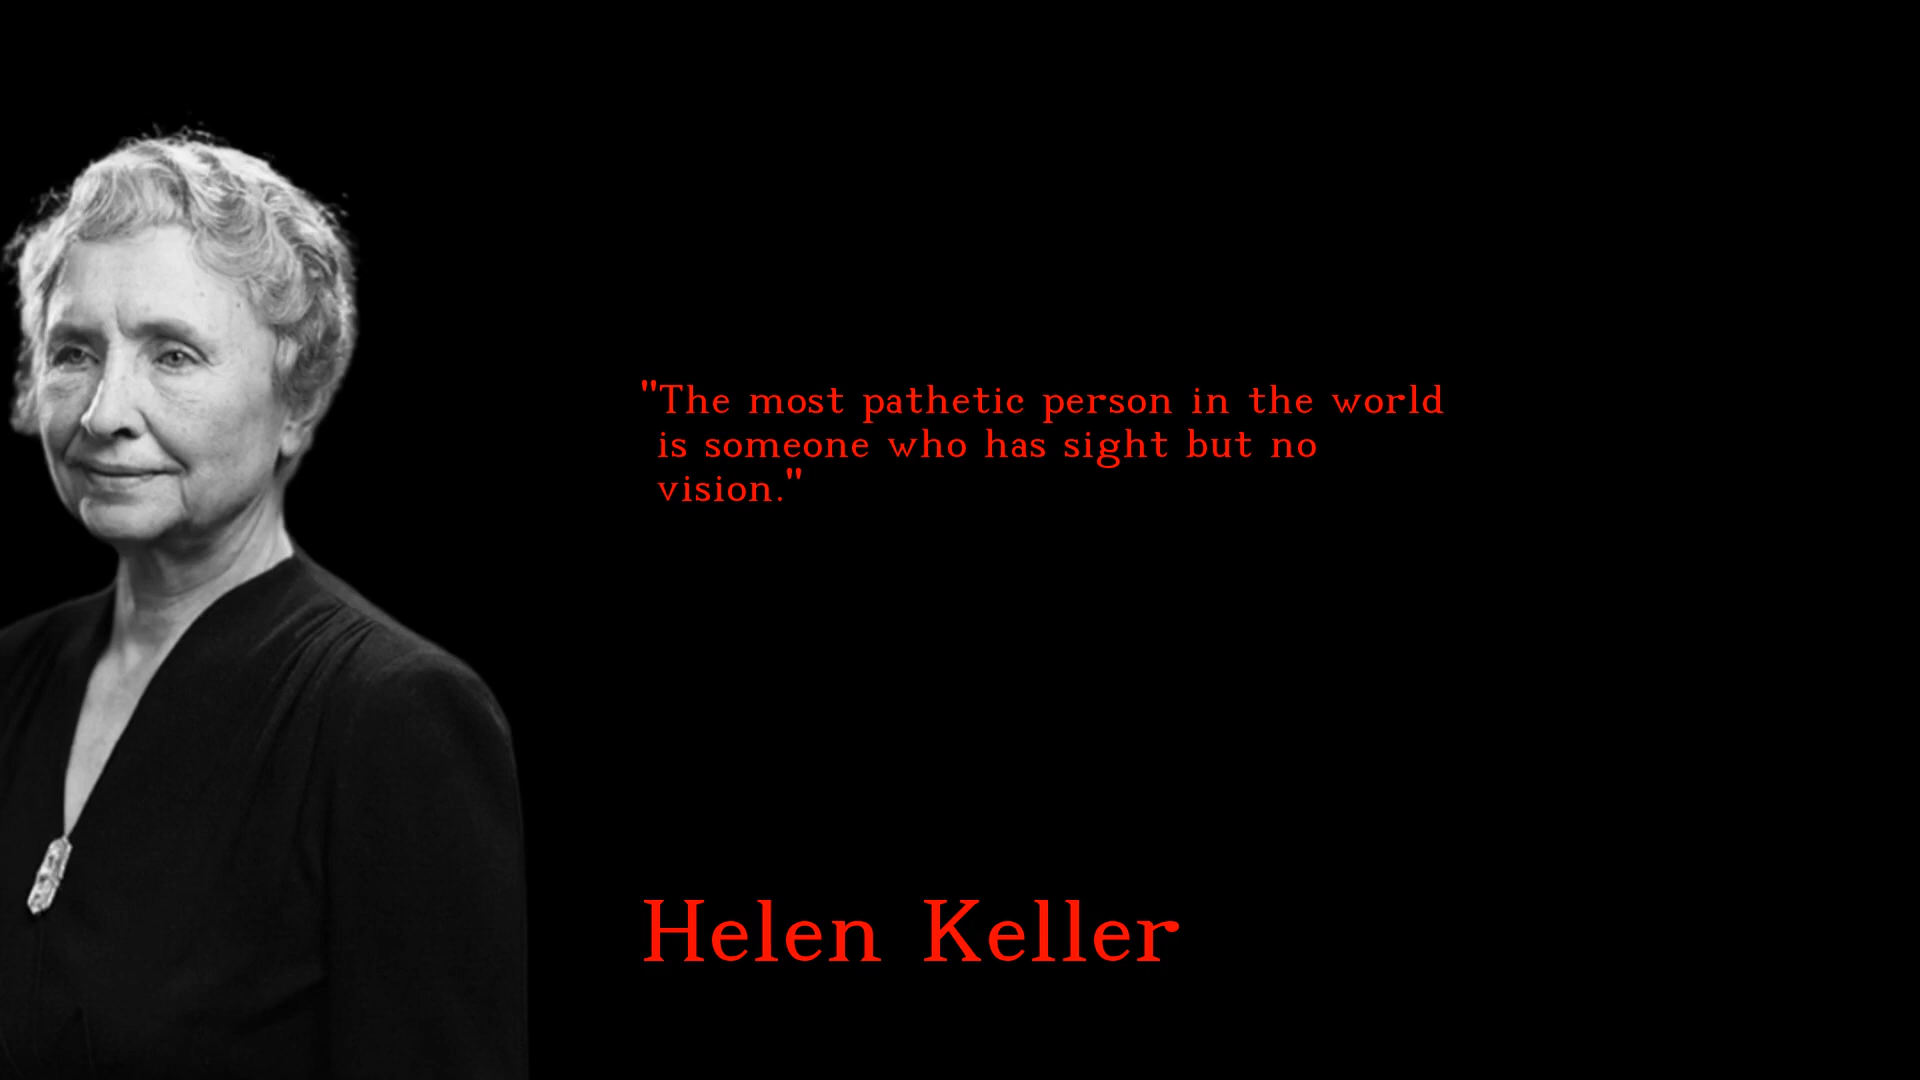 "The most pathetic person in the world
is someone who has sight but no
vision."
Helen Keller